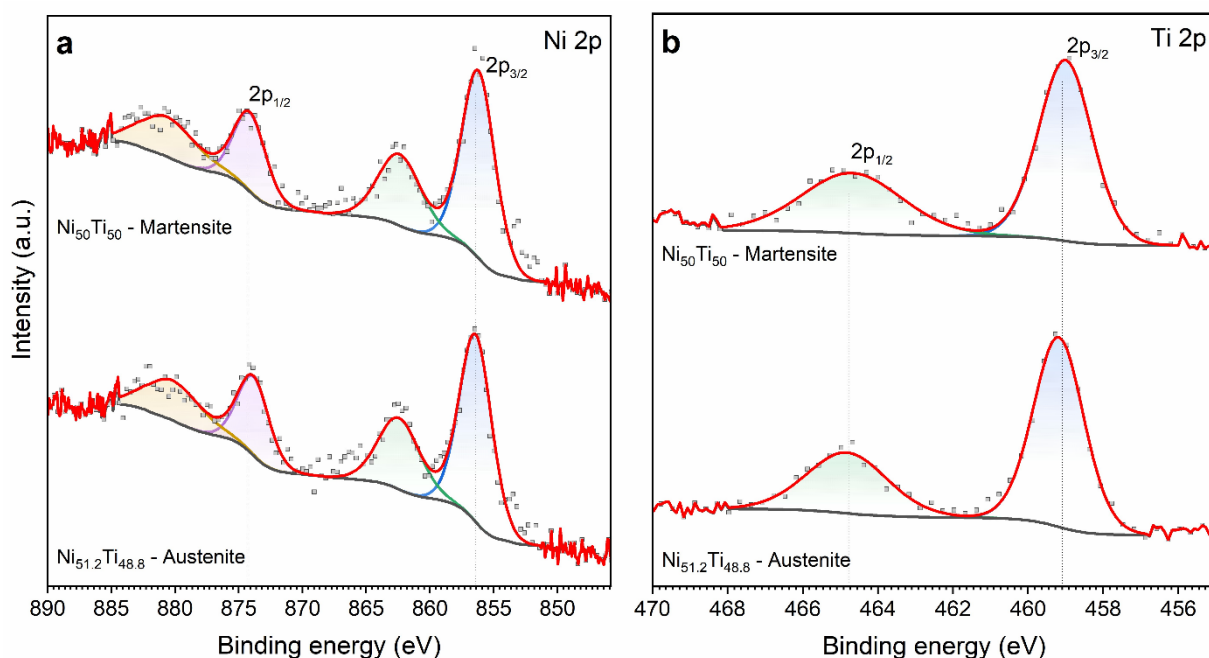 a
Ni 2p
2p3/2
2p1/2
Ni50Ti50 - Martensite
Ni51.2Ti48.8 - Austenite
890 885 880 875 870 865 860 855 850
Binding energy (eV)
Intensity (a.u.)
b
Ti 2p
2p3/2
2p1/2
Ni50Ti50 - Martensite
Ni51.2Ti48.8 - Austenite
470 468 466 464 462 460 458 456
Binding energy (eV)